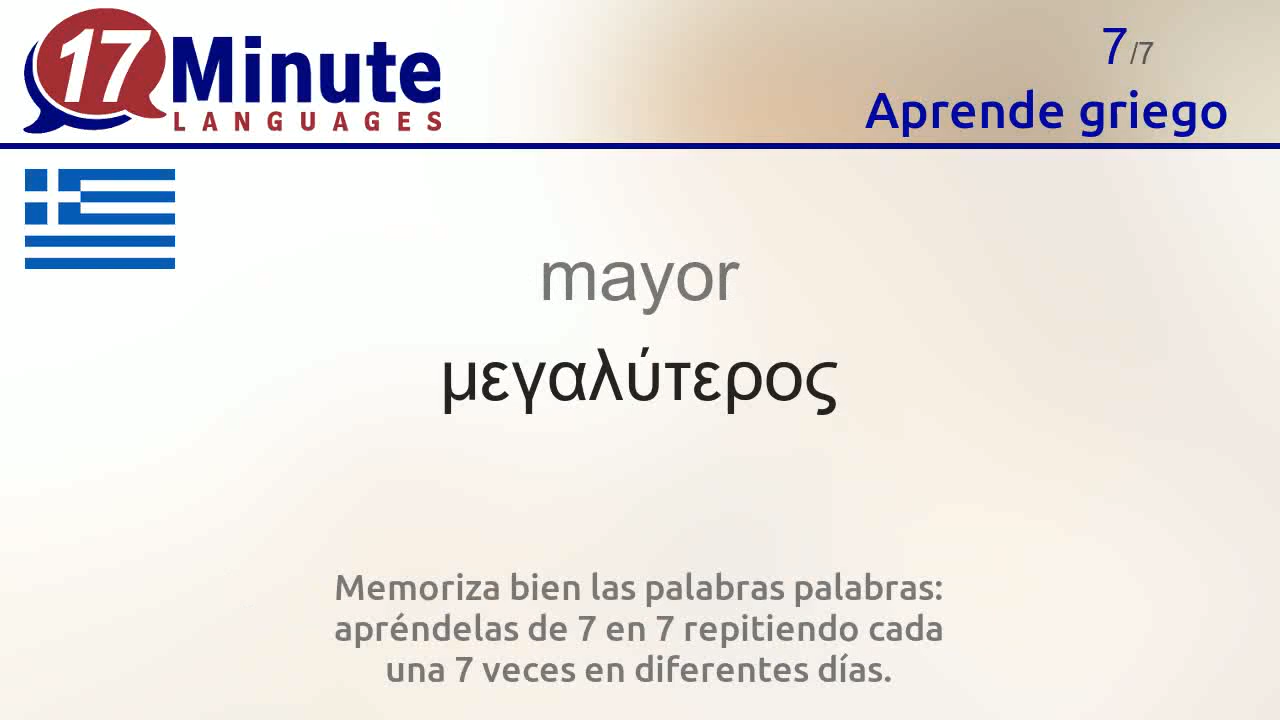 17 Minute
LANGUAGES
7/7
Aprende griego
mayor
μεγαλύτερος
Memoriza bien las palabras palabras:
apréndelas de 7 en 7 repitiendo cada
una 7 veces en diferentes días.